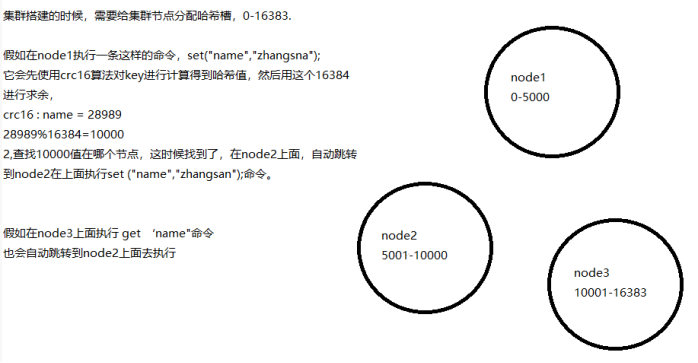 集群搭建的时候，需要给集群节点分配哈希槽，0-16383.
假如在node1执行一条这样的命令，set("name","zhangsna");
它会先使用crc16算法对key进行计算得到哈希值，然后用这个16384
进行求余，
crc16 : name = 28989
28989%16384=10000
2,查找10000值在哪个节点，这时候找到了，在node2上面，自动跳转
到node2在上面执行set ("name","zhangsan");命令。
假如在node3上面执行 get ‘name"命令
也会自动跳转到node2上面去执行
node1
0-5000
node2
5001-10000
node3
10001-16383